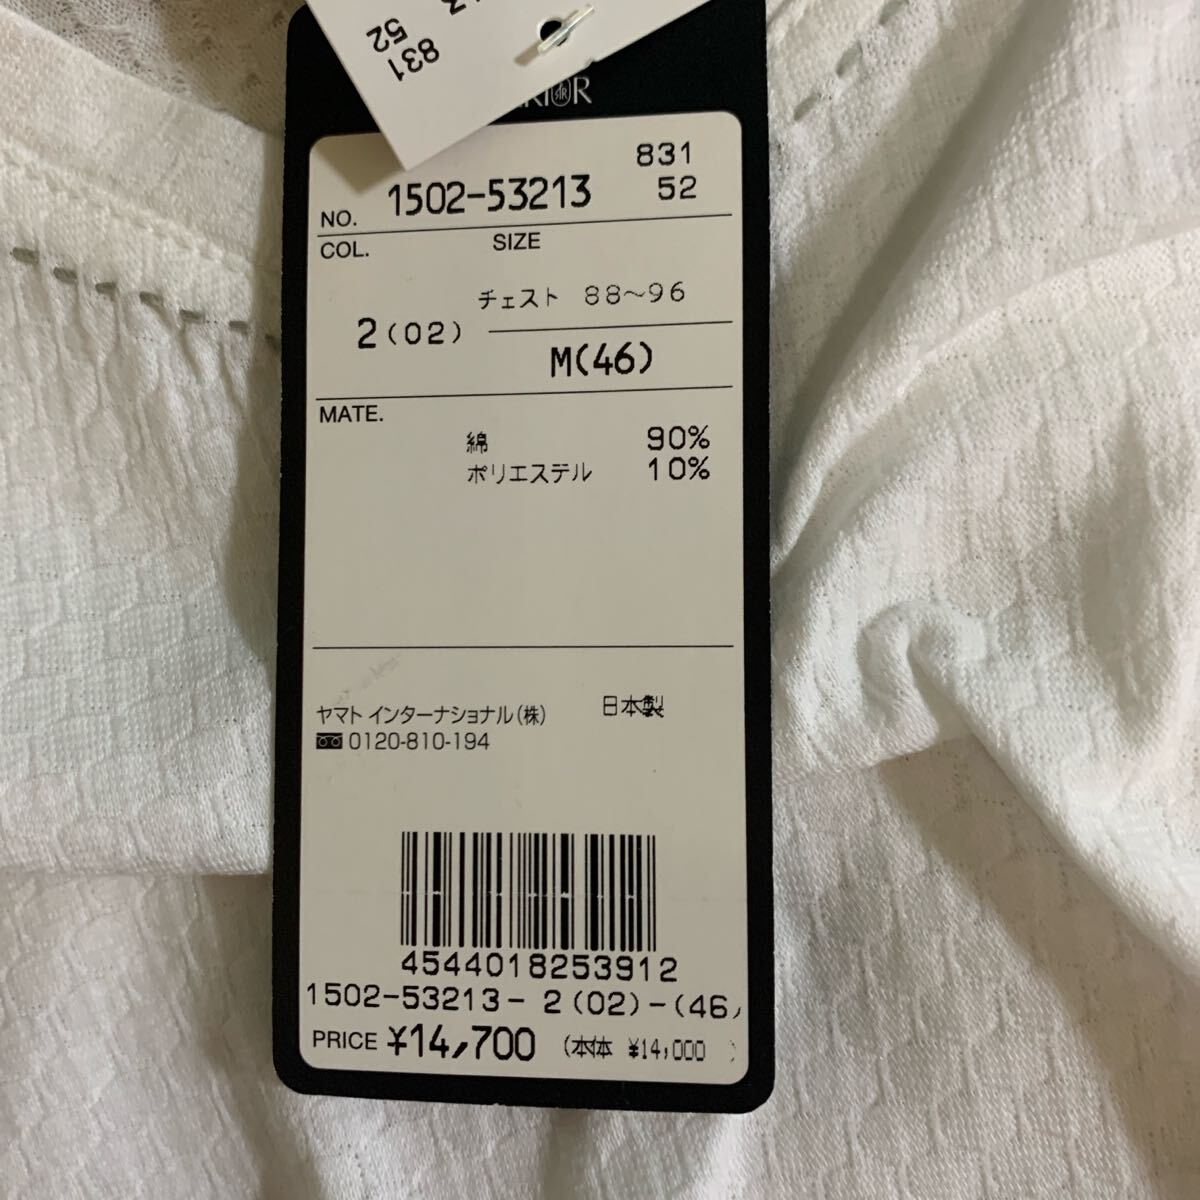 831
52
RIOR
831
NO. 1502-53213 52
COL. SIZE
チェスト 88~96
2(02)
M(46)
MATE.
綿 90%
ポリエステル 10%
ヤマト インターナショナル(株) 日本製
0120-810-194
4544018253912
1502-53213- 2(02)-(46
PRICE ¥14,700 (本体 ¥14,000 )